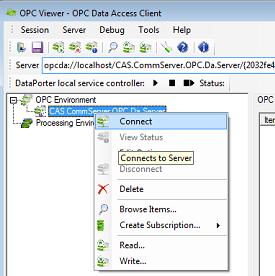 OPC Viewer - OPC Data Access Client
Session Server Debug Tools Help
Server opcda://localhost/CAS.CommServer.OPC.Da.Server/{2032fe4
DataPorter local service controller: Status:
OPC Environment
CAS.CommServer.OPC.Da.Server
Processing Enviro
OPC
Item
Connect
View Status
Connects to Server
Disconnect
Delete
Browse Items...
Create Subscription...
Read...
Write...